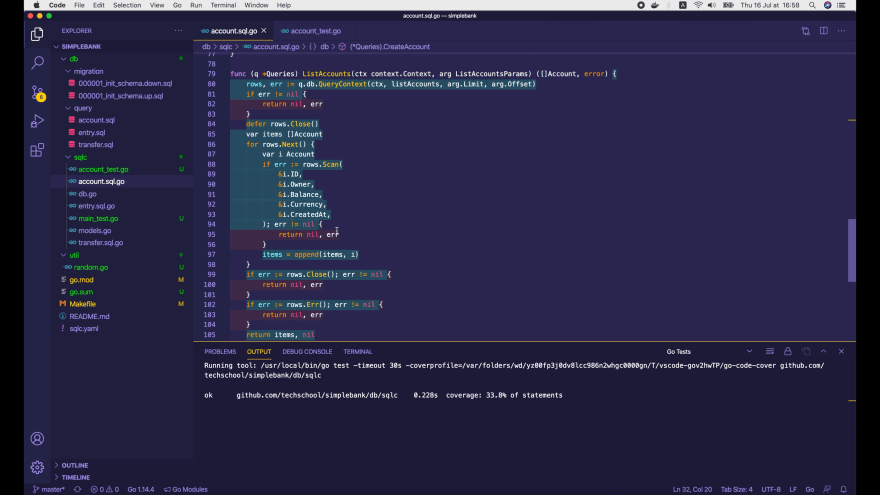 Code File Edit Selection View Go Run Terminal Window Help
A Thu 16 Jul at 16:58
account.sql.go — simplebank
EXPLORER
account.sql.go
account_test.go
db > sqlc > account.sql.go > {} db > (*Queries).CreateAccount
SIMPLEBANK
db
migration
000001_init_schema.down.sql
000001_init_schema.up.sql
query
account.sql
entry.sql
transfer.sql
sqlc
account_test.go U
account.sql.go
db.go
entry.sql.go
main_test.go U
models.go
transfer.sql.go
util
random.go U
go.mod M
go.sum U
Makefile M
README.md
sqlc.yaml
OUTLINE
TIMELINE
77 }
78
79 func (q *Queries) ListAccounts(ctx context.Context, arg ListAccountsParams) ([]Account, error) {
80 rows, err := q.db.QueryContext(ctx, listAccounts, arg.Limit, arg.Offset)
81 if err != nil {
82 return nil, err
83 }
84 defer rows.Close()
85 var items []Account
86 for rows.Next() {
87 var i Account
88 if err := rows.Scan(
89 &i.ID,
90 &i.Owner,
91 &i.Balance,
92 &i.Currency,
93 &i.CreatedAt,
94 ); err != nil {
95 return nil, err
96 }
97 items = append(items, i)
98 }
99 if err := rows.Close(); err != nil {
100 return nil, err
101 }
102 if err := rows.Err(); err != nil {
103 return nil, err
104 }
105 return items, nil
PROBLEMS OUTPUT DEBUG CONSOLE TERMINAL
Go Tests
Running tool: /usr/local/bin/go test -timeout 30s -coverprofile=/var/folders/wd/yz00fp3j0dv8lcc986n2whgc0000gn/T/vscode-gov2hwTP/go-code-cover github.com/
techschool/simplebank/db/sqlc
ok github.com/techschool/simplebank/db/sqlc 0.228s coverage: 33.8% of statements
master* 0 0 Go 1.14.4 Go Modules
Ln 32, Col 20 Tab Size: 4 UTF-8 LF Go